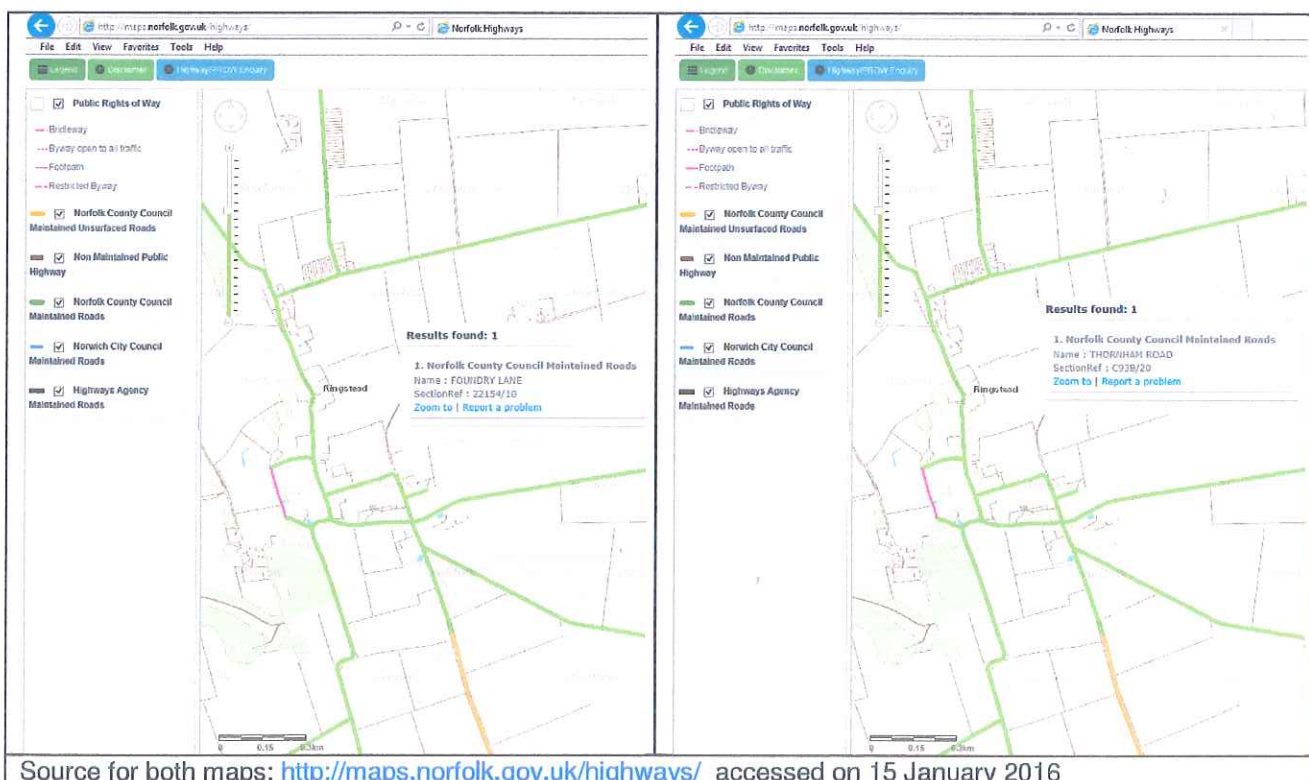 http://maps.norfolk.gov.uk/highways/
Norfolk Highways
File Edit View Favorites Tools Help
Legend Disclaimer Highway/PROW Enquiry
Public Rights of Way
Bridleway
Byway open to all traffic
Footpath
Restricted Byway
Norfolk County Council
Maintained Unsurfaced Roads
Non Maintained Public
Highway
Norfolk County Council
Maintained Roads
Norwich City Council
Maintained Roads
Highways Agency
Maintained Roads
Results found: 1
1. Norfolk County Council Maintained Roads
Name : FOUNDRY LANE
SectionRef : 22154/10
Zoom to | Report a problem
Ringstead
0 0.15 0.3km
http://maps.norfolk.gov.uk/highways/
Norfolk Highways
File Edit View Favorites Tools Help
Legend Disclaimer Highway/PROW Enquiry
Public Rights of Way
Bridleway
Byway open to all traffic
Footpath
Restricted Byway
Norfolk County Council
Maintained Unsurfaced Roads
Non Maintained Public
Highway
Norfolk County Council
Maintained Roads
Norwich City Council
Maintained Roads
Highways Agency
Maintained Roads
Results found: 1
1. Norfolk County Council Maintained Roads
Name : THORNHAM ROAD
SectionRef : C93B/20
Zoom to | Report a problem
Ringstead
0 0.15 0.3km
Source for both maps: http://maps.norfolk.gov.uk/highways/ accessed on 15 January 2016